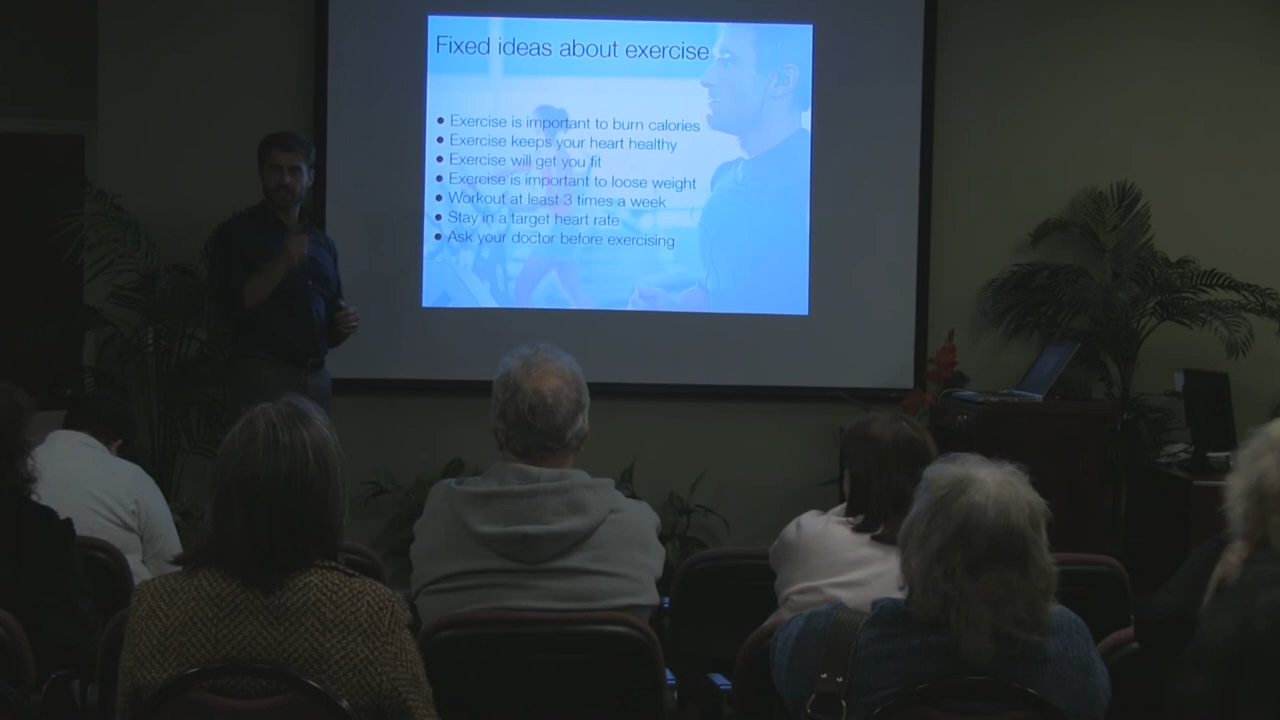 Fixed ideas about exercise
• Exercise is important to burn calories
• Exercise keeps your heart healthy
• Exercise will get you fit
• Exercise is important to loose weight
• Workout at least 3 times a week
• Stay in a target heart rate
• Ask your doctor before exercising